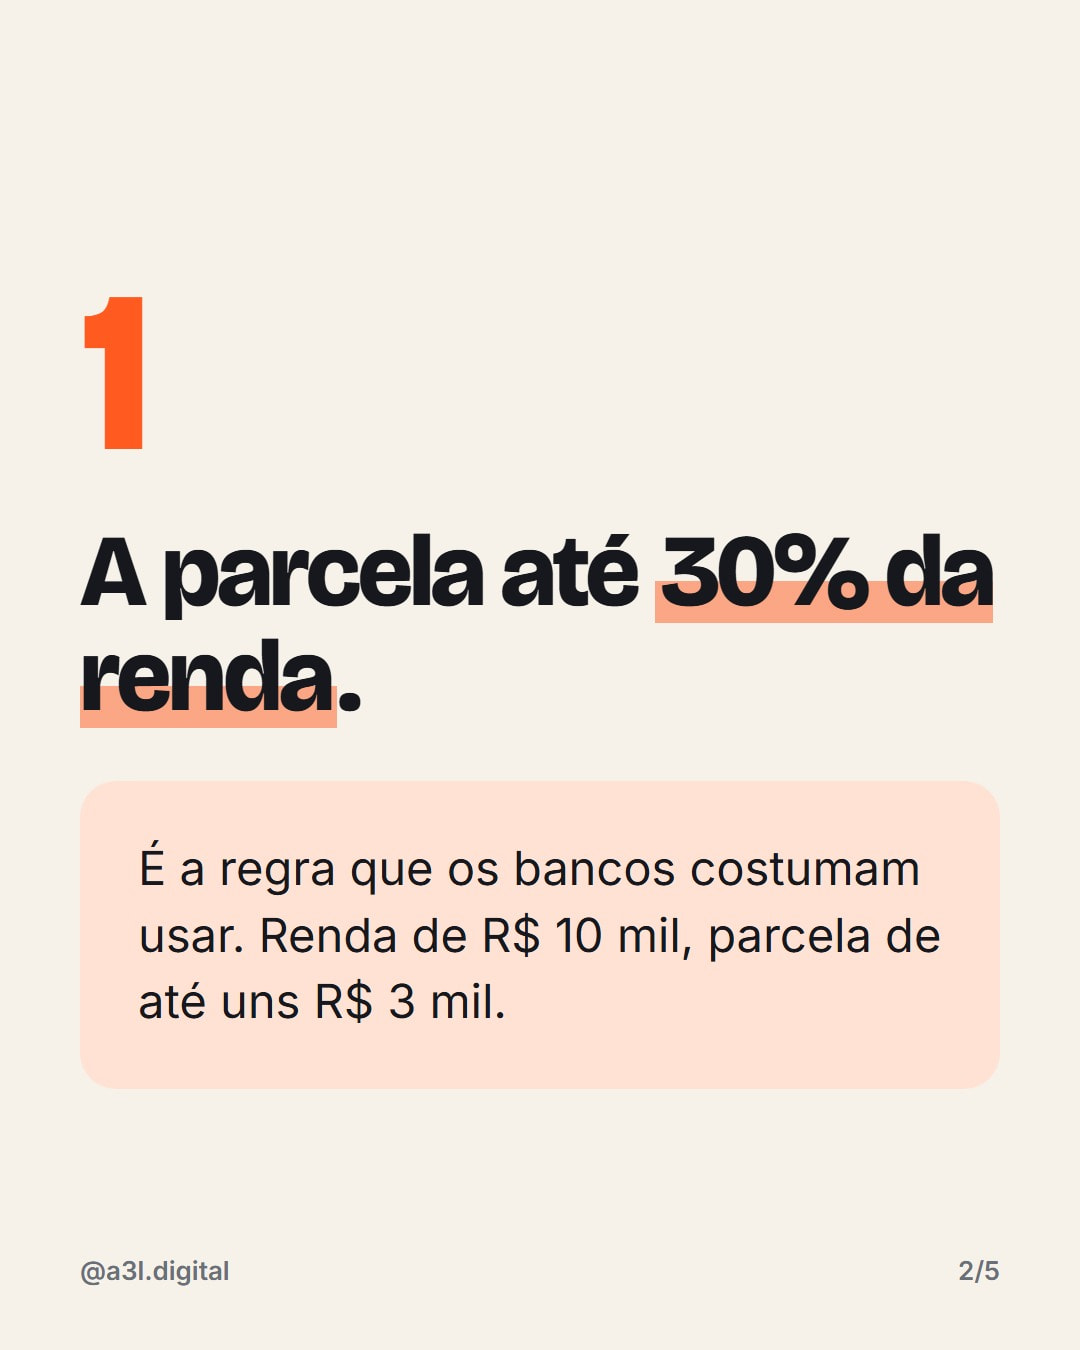 1
A parcela até 30% da
renda.
É a regra que os bancos costumam
usar. Renda de R$ 10 mil, parcela de
até uns R$ 3 mil.
@a3l.digital
2/5